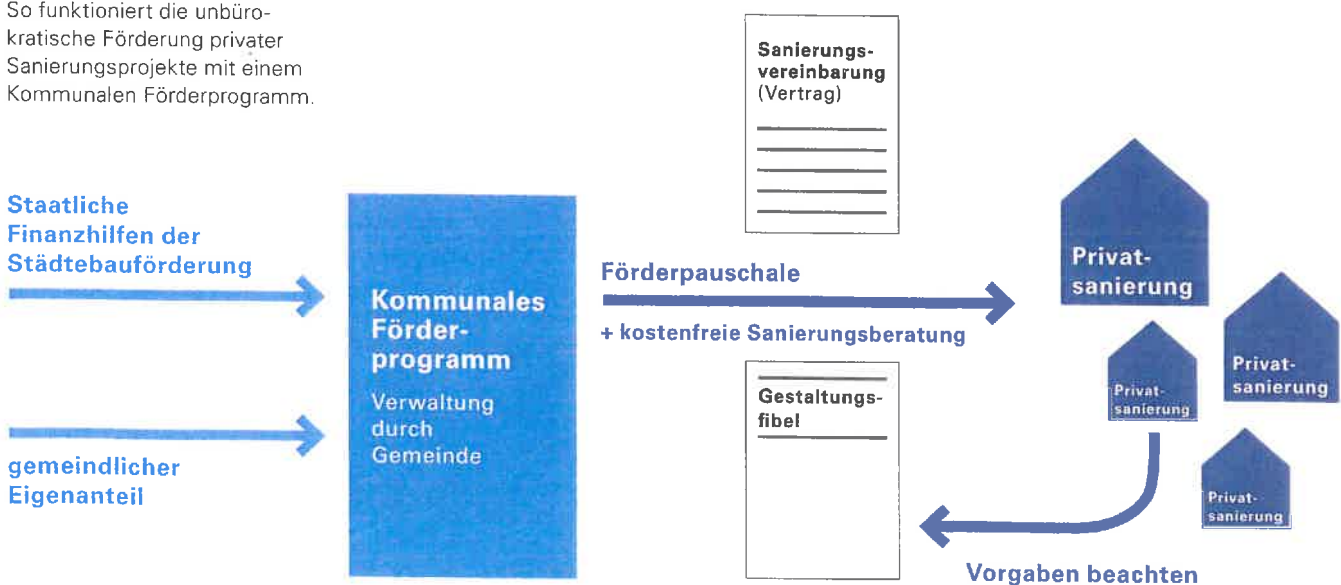 So funktioniert die unbüro-
kratische Förderung privater
Sanierungsprojekte mit einem
Kommunalen Förderprogramm.
Staatliche
Finanzhilfen der
Städtebauförderung
gemeindlicher
Eigenanteil
Kommunales
Förder-
programm
Verwaltung
durch
Gemeinde
Sanierungs-
vereinbarung
(Vertrag)
Förderpauschale
+ kostenfreie Sanierungsberatung
Gestaltungs-
fibel
Privat-
sanierung
Privat-
sanierung
Privat-
sanierung
Privat-
sanierung
Vorgaben beachten